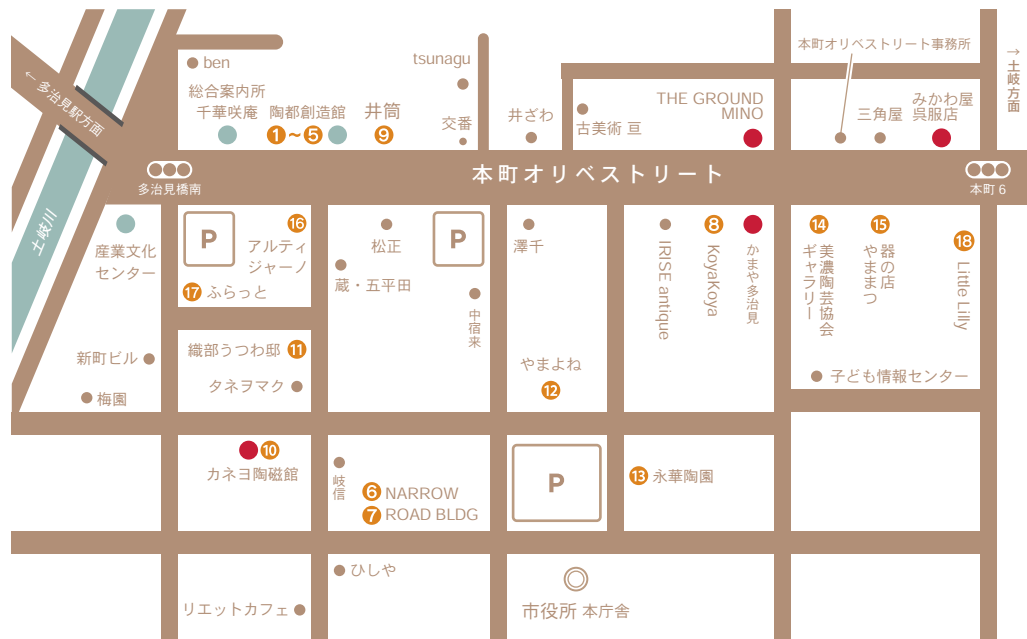 ← 多治見駅方面
土岐川
ben
総合案内所
千華咲庵
陶都創造館
1～5
井筒
9
tsunagu
交番
井ざわ
古美術 亘
THE GROUND
MINO
本町オリベストリート事務所
三角屋
みかわ屋
呉服店
→土岐方面
多治見橋南
本町オリベストリート
本町 6
産業文化
センター
P
16
アルティ
ジャーノ
17 ふらっと
松正
蔵・五平田
P
中宿来
澤千
IRISE antique
8
KoyaKoya
かまや多治見
14
美濃陶芸協会
ギャラリー
15
器の店
やままつ
18
Little Lilly
新町ビル
梅園
織部うつわ邸 11
タネヲマク
やまよね
12
子ども情報センター
10
カネヨ陶磁館
岐信
6 NARROW
7 ROAD BLDG
P
13 永華陶園
ひしや
リエットカフェ
市役所 本庁舎